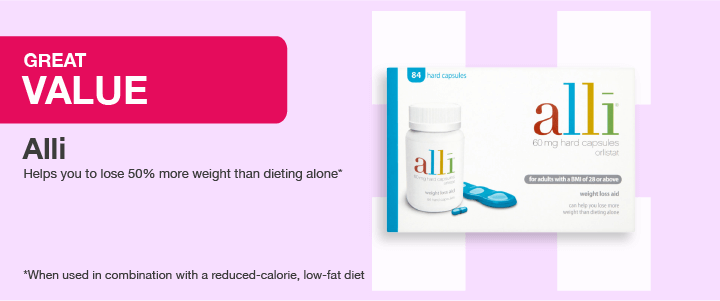 GREAT
VALUE
Alli
Helps you to lose 50% more weight than dieting alone*
*When used in combination with a reduced-calorie, low-fat diet
84 hard capsules
alli®
60 mg hard capsules
orlistat
for adults with a BMI of 28 or above
weight loss aid
can help you lose more
weight than dieting alone
alli
60 mg hard capsules
orlistat
weight loss aid